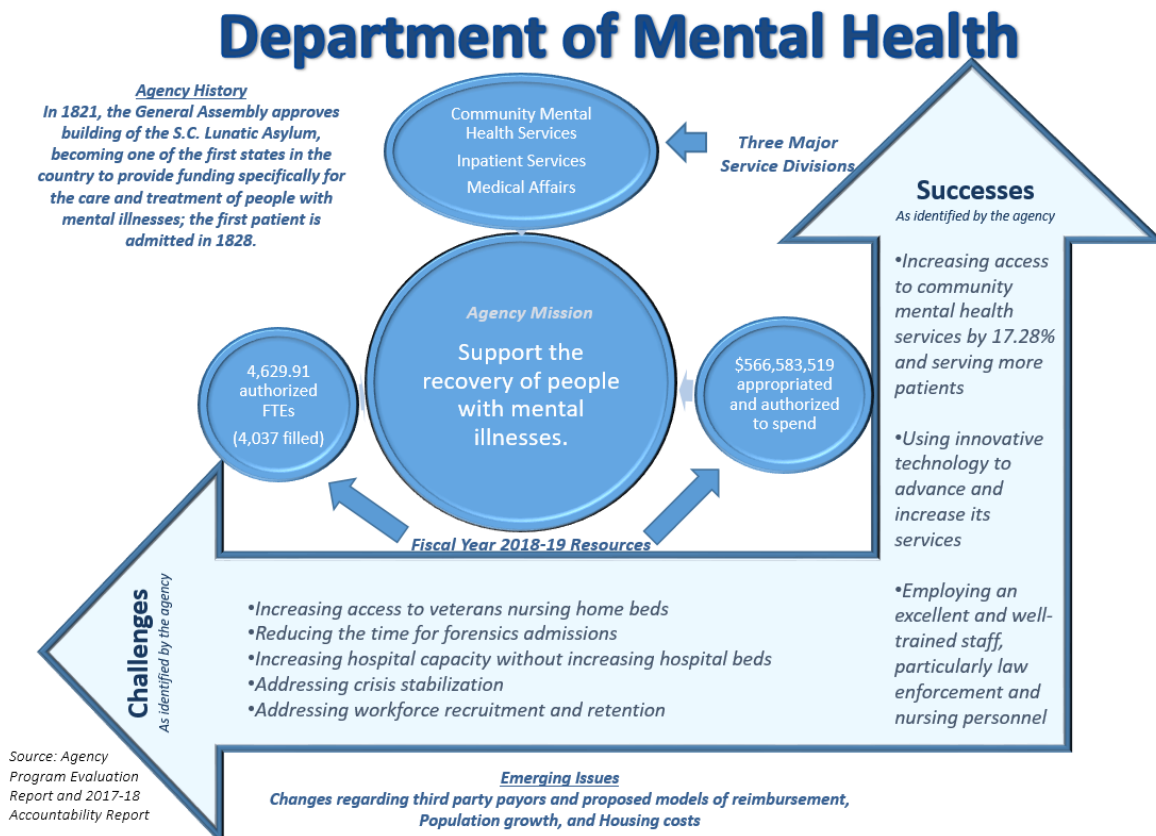 Department of Mental Health
Agency History
In 1821, the General Assembly approves
building of the S.C. Lunatic Asylum,
becoming one of the first states in the
country to provide funding specifically for
the care and treatment of people with
mental illnesses; the first patient is
admitted in 1828.
Community Mental
Health Services
Inpatient Services
Medical Affairs
Three Major
Service Divisions
Agency Mission
Support the
recovery of people
with mental
illnesses.
4,629.91
authorized
FTEs
(4,037 filled)
$566,583,519
appropriated
and authorized
to spend
Fiscal Year 2018-19 Resources
Successes
As identified by the agency
•Increasing access
to community
mental health
services by 17.28%
and serving more
patients
•Using innovative
technology to
advance and
increase its
services
•Employing an
excellent and well-
trained staff,
particularly law
enforcement and
nursing personnel
Challenges
As identified by the agency
•Increasing access to veterans nursing home beds
•Reducing the time for forensics admissions
•Increasing hospital capacity without increasing hospital beds
•Addressing crisis stabilization
•Addressing workforce recruitment and retention
Source: Agency
Program Evaluation
Report and 2017-18
Accountability Report
Emerging Issues
Changes regarding third party payors and proposed models of reimbursement,
Population growth, and Housing costs